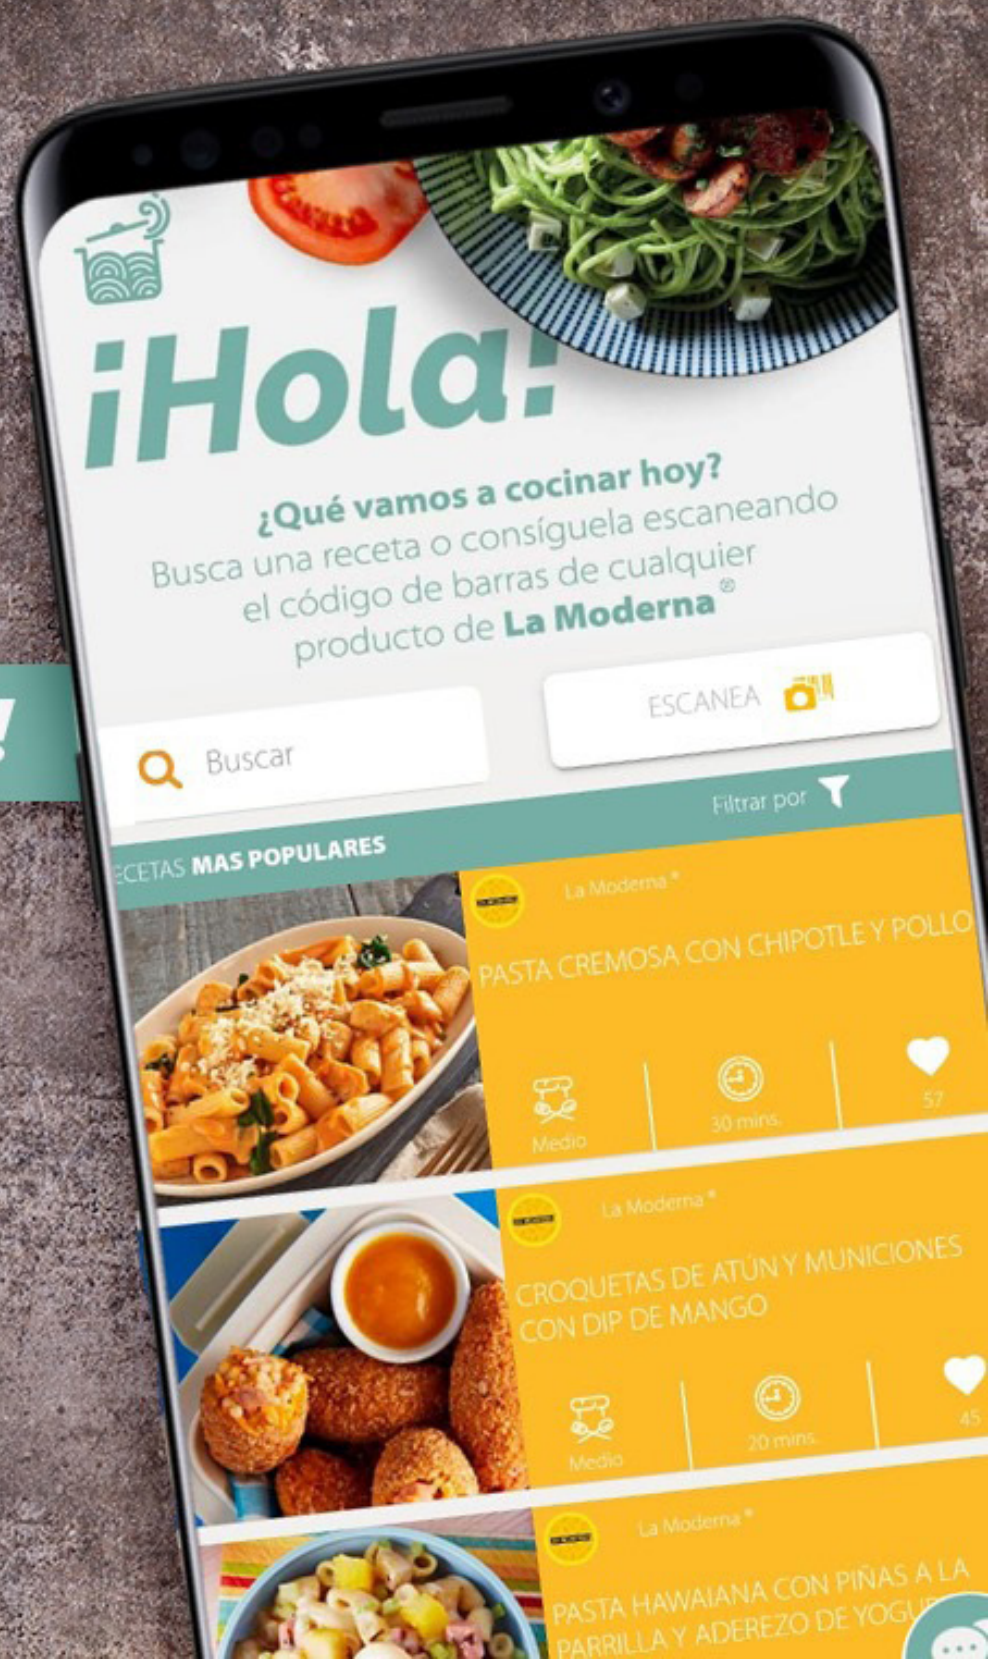 ¡Hola!
¿Qué vamos a cocinar hoy?
Busca una receta o consíguela escaneando
el código de barras de cualquier
producto de La Moderna®
Buscar
ESCANEA
ECETAS MAS POPULARES
Filtrar por
La Moderna®
PASTA CREMOSA CON CHIPOTLE Y POLLO
Medio
30 mins.
57
La Moderna®
CROQUETAS DE ATÚN Y MUNICIONES
CON DIP DE MANGO
Medio
20 mins.
45
La Moderna®
PASTA HAWAIANA CON PIÑAS A LA
PARRILLA Y ADEREZO DE YOGUR